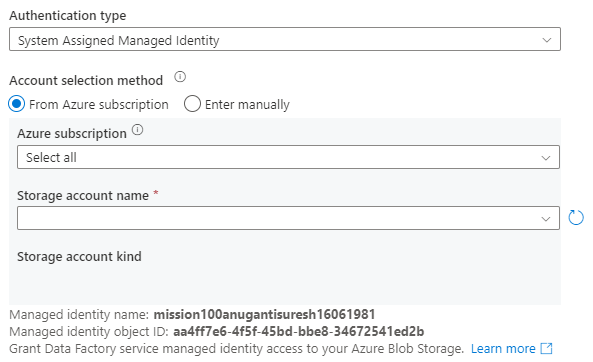 Authentication type
System Assigned Managed Identity
Account selection method
From Azure subscription Enter manually
Azure subscription
Select all
Storage account name *
Storage account kind
Managed identity name: mission100anugantisuresh16061981
Managed identity object ID: aa4ff7e6-4f5f-45bd-bbe8-34672541ed2b
Grant Data Factory service managed identity access to your Azure Blob Storage. Learn more